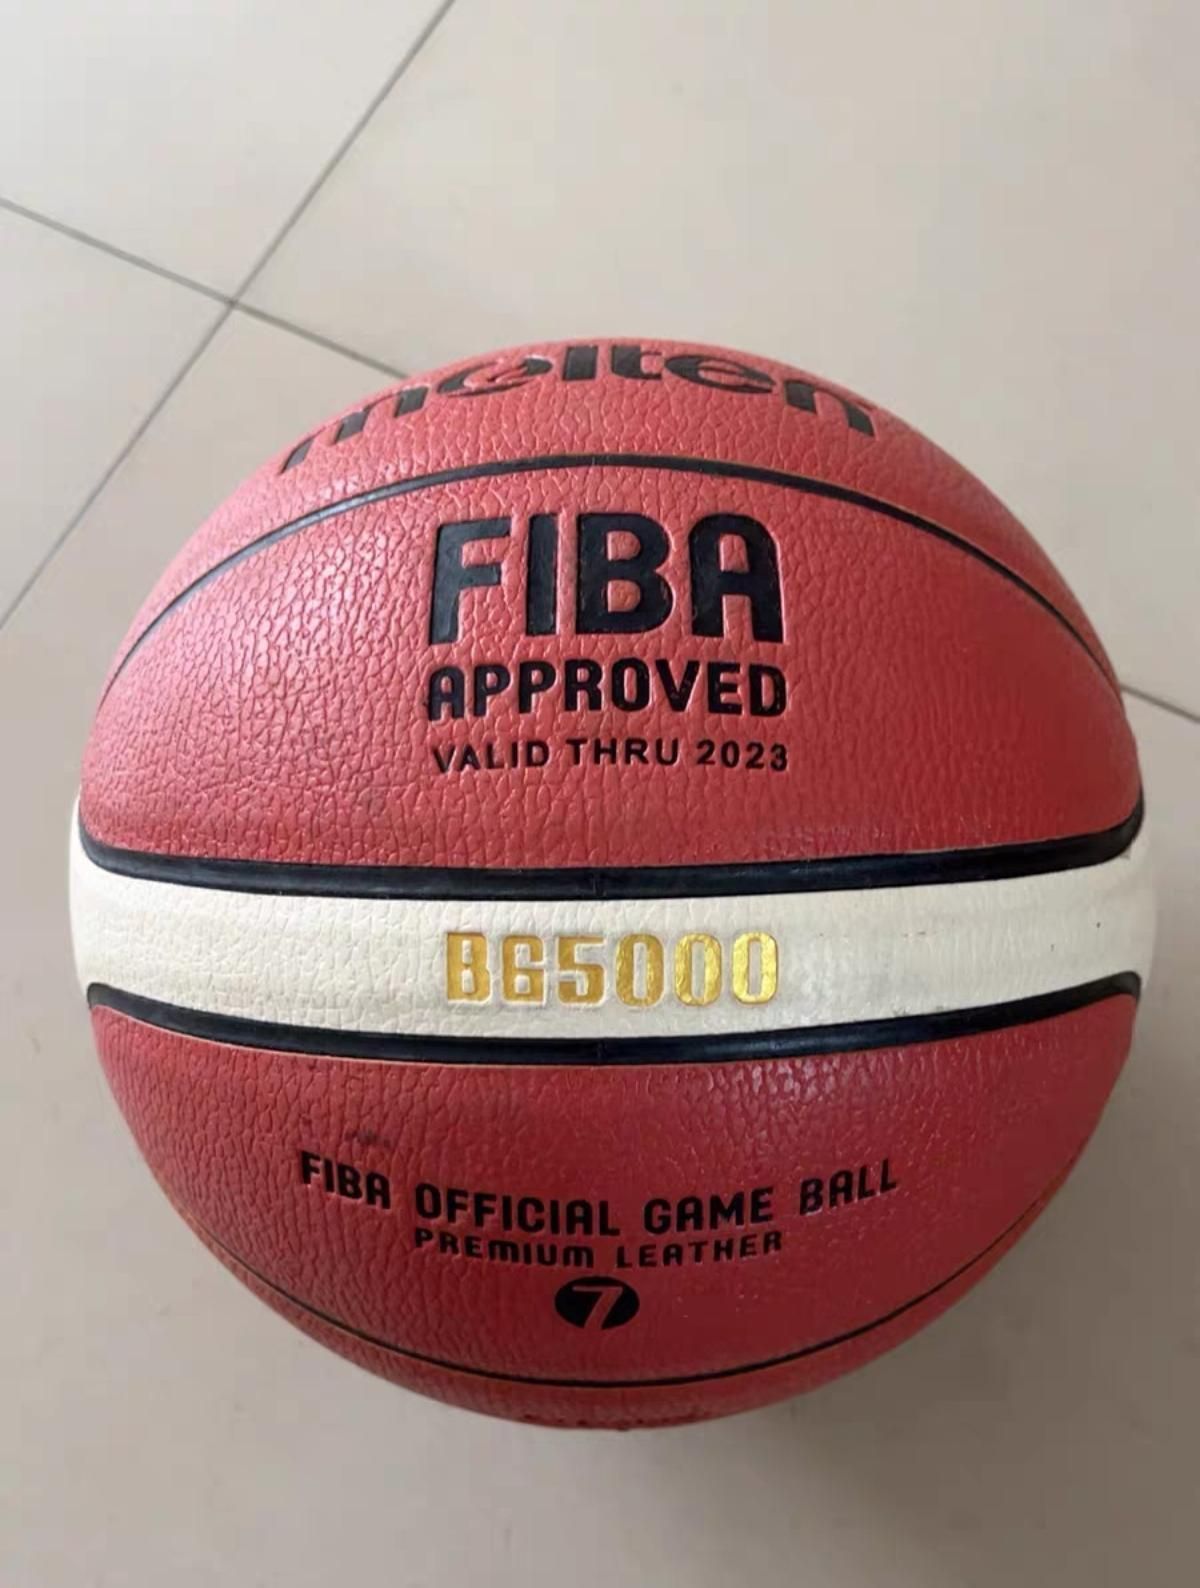 molten
FIBA
APPROVED
VALID THRU 2023
BG5000
FIBA OFFICIAL GAME BALL
PREMIUM LEATHER
7